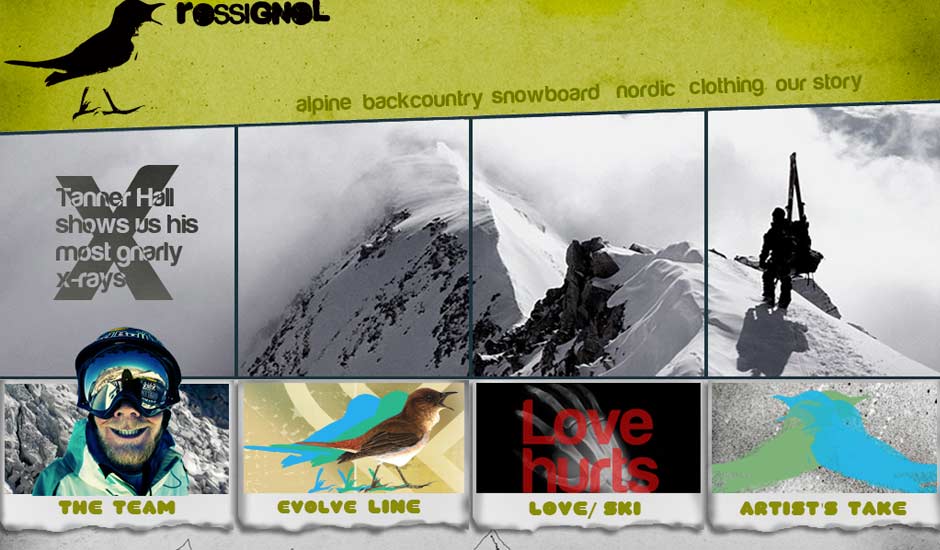 rossignol
alpine backcountry snowboard nordic clothing our story
X
Tanner Hall
shows us his
most gnarly
x-rays
Love
hurts
THE TEAM
EVOLVE LINE
LOVE/ SKI
ARTIST'S TAKE